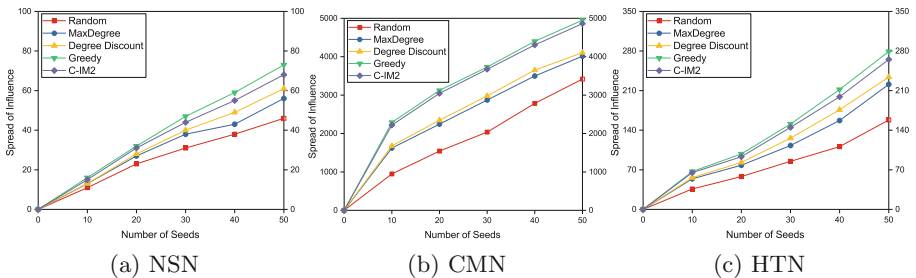 100
80
60
40
20
0
Spread of Influence
Random
MaxDegree
Degree Discount
Greedy
C-IM2
100
80
60
40
20
0
0 10 20 30 40 50
Number of Seeds
(a) NSN
5000
4000
3000
2000
1000
0
Spread of Influence
Random
MaxDegree
Degree Discount
Greedy
C-IM2
5000
4000
3000
2000
1000
0
0 10 20 30 40 50
Number of Seeds
(b) CMN
350
280
210
140
70
0
Spread of Influence
Random
MaxDegree
Degree Discount
Greedy
C-IM2
350
280
210
140
70
0
0 10 20 30 40 50
Number of Seeds
(c) HTN